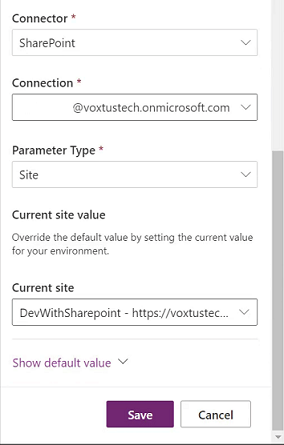 Connector *
SharePoint
Connection *
@voxtustech.onmicrosoft.com
Parameter Type *
Site
Current site value
Override the default value by setting the current value
for your environment.
Current site
DevWithSharepoint - https://voxtustec...
Show default value
Save Cancel